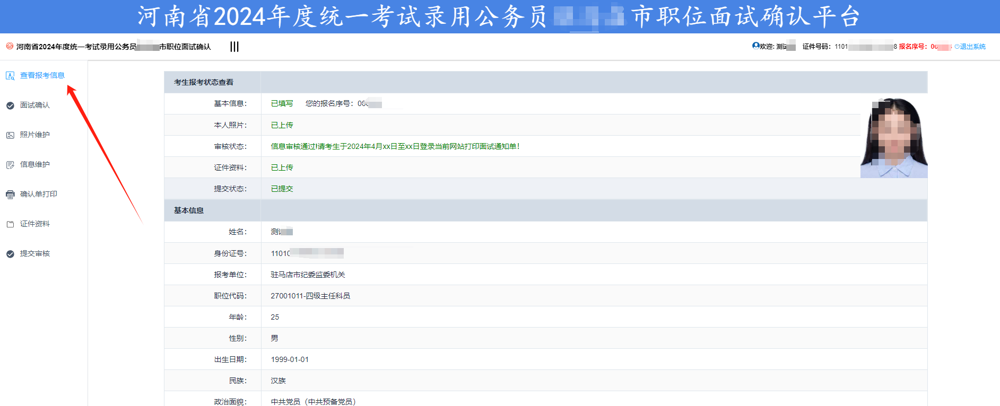 河南省2024年度统一考试录用公务员 市职位面试确认平台
河南省2024年度统一考试录用公务员 市职位面试确认
欢迎: 测试 证件号码: 1101 8 报名序号: 0 退出系统
查看报考信息
面试确认
照片维护
信息维护
确认单打印
证件资料
提交审核
考生报考状态查看
基本信息: 已填写 您的报名序号: 00
本人照片: 已上传
审核状态: 信息审核通过!请考生于2024年4月xx日至xx日登录当前网站打印面试通知单!
证件资料: 已上传
提交状态: 已提交
基本信息
姓名: 测
身份证号: 11010
报考单位: 驻马店市纪委监委机关
职位代码: 27001011-四级主任科员
年龄: 25
性别: 男
出生日期: 1999-01-01
民族: 汉族
政治面貌: 中共党员（中共预备党员）